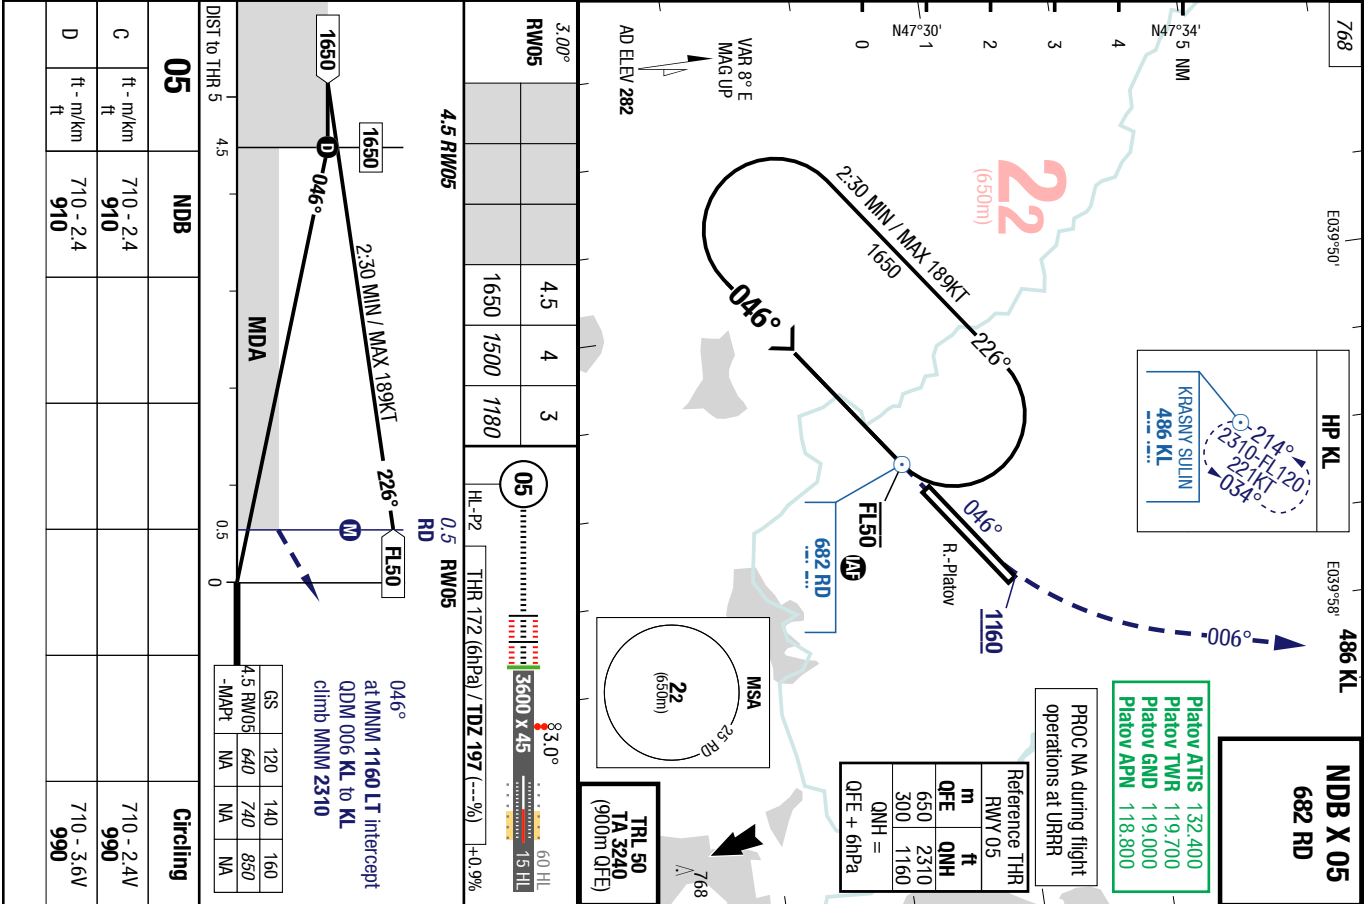 NDB X 05
682 RD
Platov ATIS 132.400
Platov TWR 119.700
Platov GND 119.000
Platov APN 118.800
PROC NA during flight
operations at URRR
Reference THR
RWY 05
m ft
QFE QNH
650 2310
300 1160
QNH =
QFE + 6hPa
TRL 50
TA 3240
(900m QFE)
768
486 KL
E039°58'
E039°50'
HP KL
214°
2310-FL120
221KT
034°
KRASNY SULIN
486 KL
768
N47°34'
N47°30'
5 NM
4
3
2
1
0
VAR 8° E
MAG UP
AD ELEV 282
22
(650m)
2:30 MIN / MAX 189KT
1650
226°
046°
046°
006°
1160
R.-Platov
FL50
IAF
682 RD
MSA
22
(650m)
25 RD
3.00°
RW05
4.5 4 3
1650 1500 1180
05
HL-P2
THR 172 (6hPa) / TDZ 197 (---%)
+0.9%
3600 x 45
3.0°
60 HL
15 HL
4.5 RW05
0.5
RD
RW05
1650
1650
D
046°
2:30 MIN / MAX 189KT
226°
FL50
M
MDA
DIST to THR 5
4.5
0.5
0
046°
at MNM 1160 LT intercept
QDM 006 KL to KL
climb MNM 2310
GS 120 140 160
4.5 RW05 640 740 850
-MAPt NA NA NA
05 NDB Circling
C ft - m/km 710 - 2.4 710 - 2.4V
ft 910 990
D ft - m/km 710 - 2.4 710 - 3.6V
ft 910 990